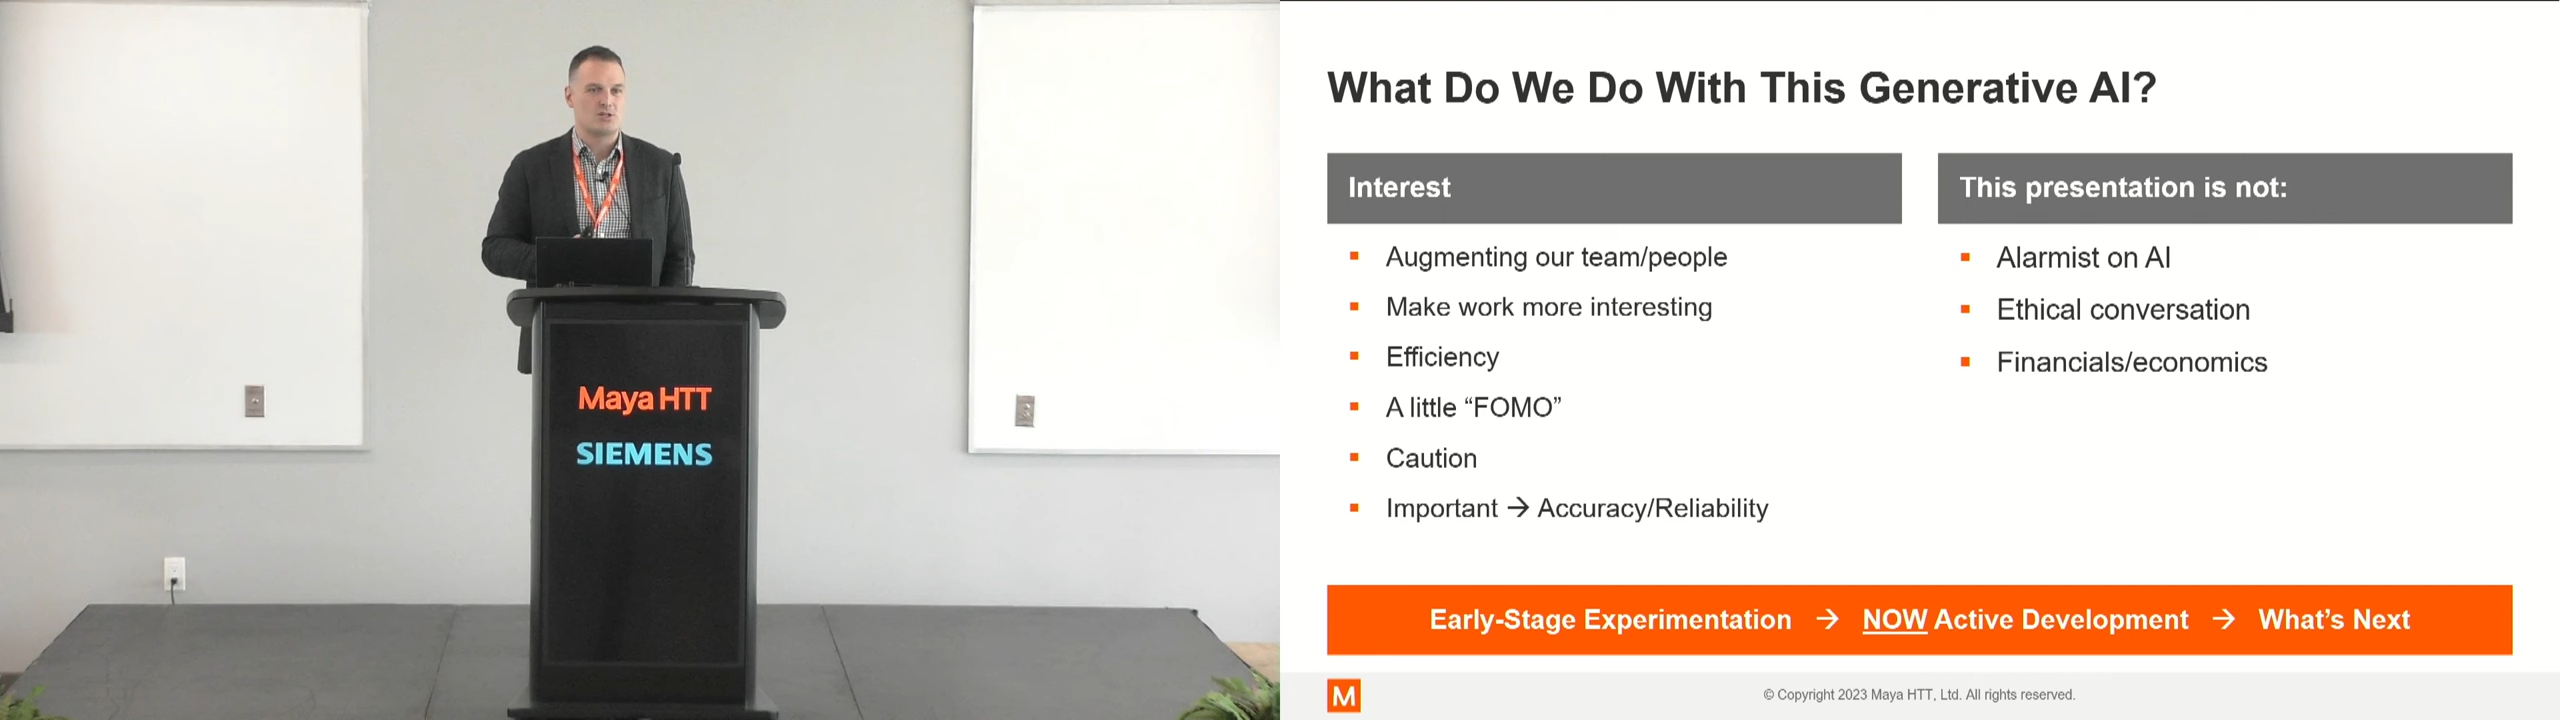 Maya HTT
SIEMENS
What Do We Do With This Generative AI?
Interest
▪ Augmenting our team/people
▪ Make work more interesting
▪ Efficiency
▪ A little “FOMO”
▪ Caution
▪ Important → Accuracy/Reliability
This presentation is not:
▪ Alarmist on AI
▪ Ethical conversation
▪ Financials/economics
Early-Stage Experimentation → NOW Active Development → What’s Next
M
© Copyright 2023 Maya HTT, Ltd. All rights reserved.